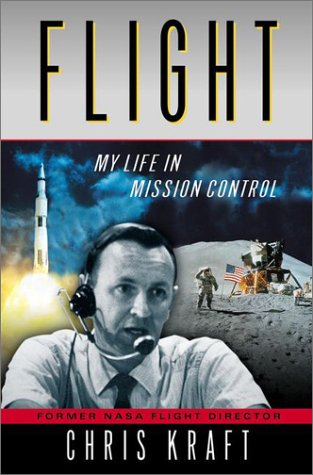 FLIGHT
MY LIFE IN
MISSION CONTROL
FORMER NASA FLIGHT DIRECTOR
CHRIS KRAFT